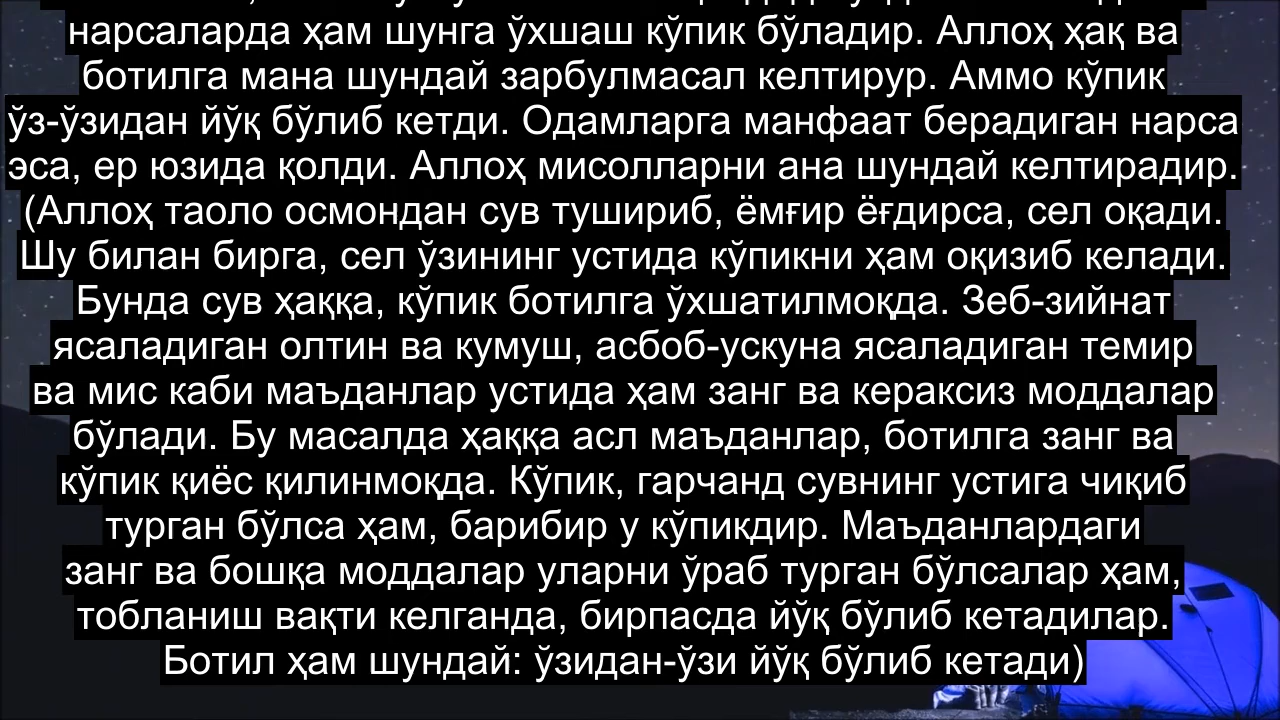 нарсаларда ҳам шунга ўхшаш кўпик бўладир. Аллоҳ ҳақ ва
ботилга мана шундай зарбулмасал келтирур. Аммо кўпик
ўз-ўзидан йўқ бўлиб кетди. Одамларга манфаат берадиган нарса
эса, ер юзида қолди. Аллоҳ мисолларни ана шундай келтирадир.
(Аллоҳ таоло осмондан сув тушириб, ёмғир ёғдирса, сел оқади.
Шу билан бирга, сел ўзининг устида кўпикни ҳам оқизиб келади.
Бунда сув ҳаққа, кўпик ботилга ўхшатилмоқда. Зеб-зийнат
ясаладиган олтин ва кумуш, асбоб-ускуна ясаладиган темир
ва мис каби маъданлар устида ҳам занг ва кераксиз моддалар
бўлади. Бу масалда ҳаққа асл маъданлар, ботилга занг ва
кўпик қиёс қилинмоқда. Кўпик, гарчанд сувнинг устига чиқиб
турган бўлса ҳам, барибир у кўпикдир. Маъданлардаги
занг ва бошқа моддалар уларни ўраб турган бўлсалар ҳам,
тобланиш вақти келганда, бирпасда йўқ бўлиб кетадилар.
Ботил ҳам шундай: ўзидан-ўзи йўқ бўлиб кетади)